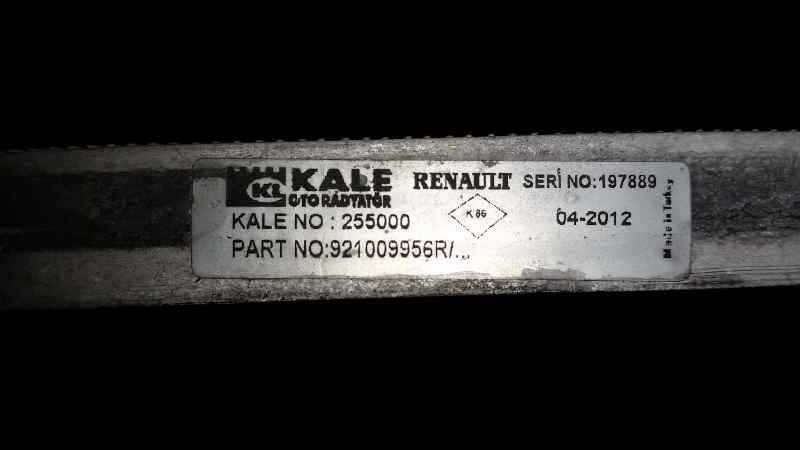 KL KALE RENAULT SERİ NO:197889
OTO RADYATÖR
KALE NO : 255000 K 86 04-2012
PART NO:921009956R/...
Made in Turkey